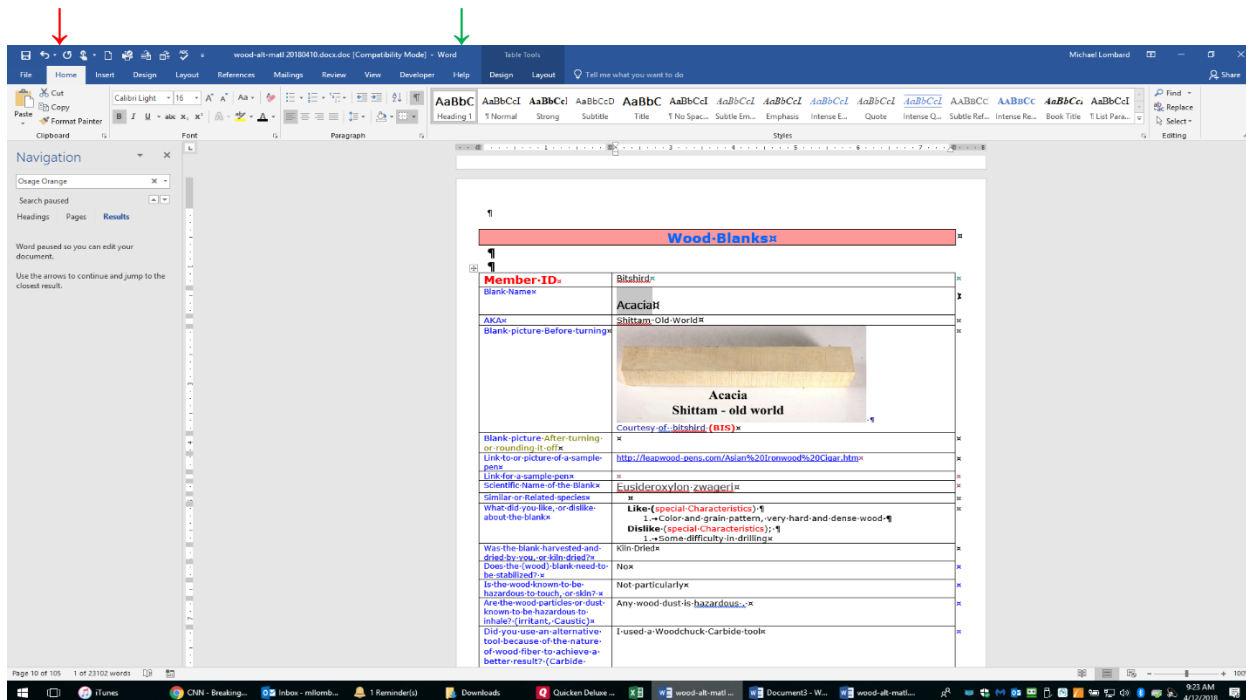 wood-alt-matl 20180410.docx.doc [Compatibility Mode] - Word
Table Tools
Michael Lombard
File Home Insert Design Layout References Mailings Review View Developer Help Design Layout Tell me what you want to do
Share
Paste
Cut
Copy
Format Painter
Calibri Light 16
AaBbC AaBbCcI AaBbCcI AaBbCcD AaBbC AaBbCcI AaBbCcI AaBbCcI AaBbCcI AaBbCcI AaBbCcI AABBCC AABBCC AaBbCc AaBbCcI
Heading 1 ¶ Normal Strong Subtitle Title ¶ No Spac... Subtle Em... Emphasis Intense E... Quote Intense Q... Subtle Ref... Intense Re... Book Title ¶ List Para...
Find
Replace
Select
Clipboard Font Paragraph Styles Editing
Navigation
Osage Orange
Search paused
Headings Pages Results
Word paused so you can edit your
document.
Use the arrows to continue and jump to the
closest result.
Wood·Blanks¤
Member·ID¤ Bitshird¤
Blank·Name¤
Acacia¤
AKA¤ Shittam·-Old·World¤
Blank·picture·Before·turning¤
Acacia
Shittam - old world
Courtesy·of··bitshird·(BIS)¤
Blank·picture·After·turning·
or·rounding·it·off¤
Link·to·or·picture·of·a·sample·
pen¤
http://leapwood-pens.com/Asian%20Ironwood%20Cigar.htm¤
Link·for·a·sample·pen¤
Scientific·Name·of·the·Blank¤ Eusideroxylon·zwageri¤
Similar·or·Related·species¤
What·did·you·like,·or·dislike·
about·the·blank¤
Like·(special·Characteristics)·¶
1.→Color·and·grain·pattern,·very·hard·and·dense·wood·¶
Dislike·(special·Characteristics);·¶
1.→Some·difficulty·in·drilling¤
Was·the·blank·harvested·and·
dried·by·you,·or·kiln·dried?¤
Kiln·Dried¤
Does·the·(wood)·blank·need·to·
be·stabilized?·¤
No¤
Is·the·wood·known·to·be·
hazardous·to·touch,·or·skin?·¤
Not·particularly¤
Are·the·wood·particles·or·dust·
known·to·be·hazardous·to·
inhale?·(irritant,·Caustic)¤
Any·wood·dust·is·hazardous·.·¤
Did·you·use·an·alternative·
tool·because·of·the·nature·
of·wood·fiber·to·achieve·a·
better·result?·(Carbide·
I·used·a·Woodchuck·Carbide·tool¤
Page 10 of 105 1 of 23102 words
100%
iTunes CNN - Breaking... Inbox - mllomb... 1 Reminder(s) Downloads Quicken Deluxe ... wood-alt-matl ... Document3 - W... wood-alt-matl....
9:23 AM
4/12/2018